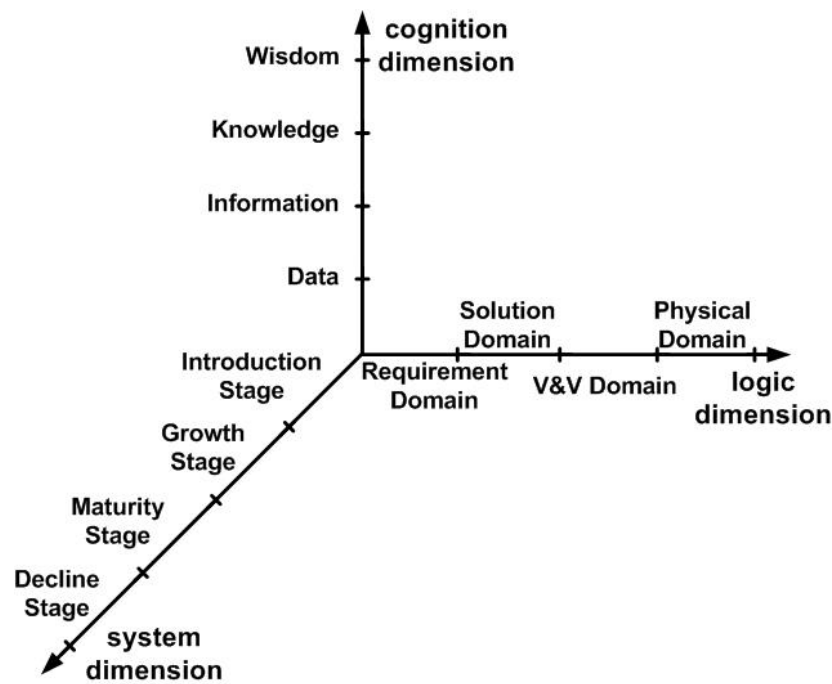 cognition
dimension
Wisdom
Knowledge
Information
Data
Solution
Domain
Physical
Domain
Requirement
Domain
V&V Domain
logic
dimension
Introduction
Stage
Growth
Stage
Maturity
Stage
Decline
Stage
system
dimension